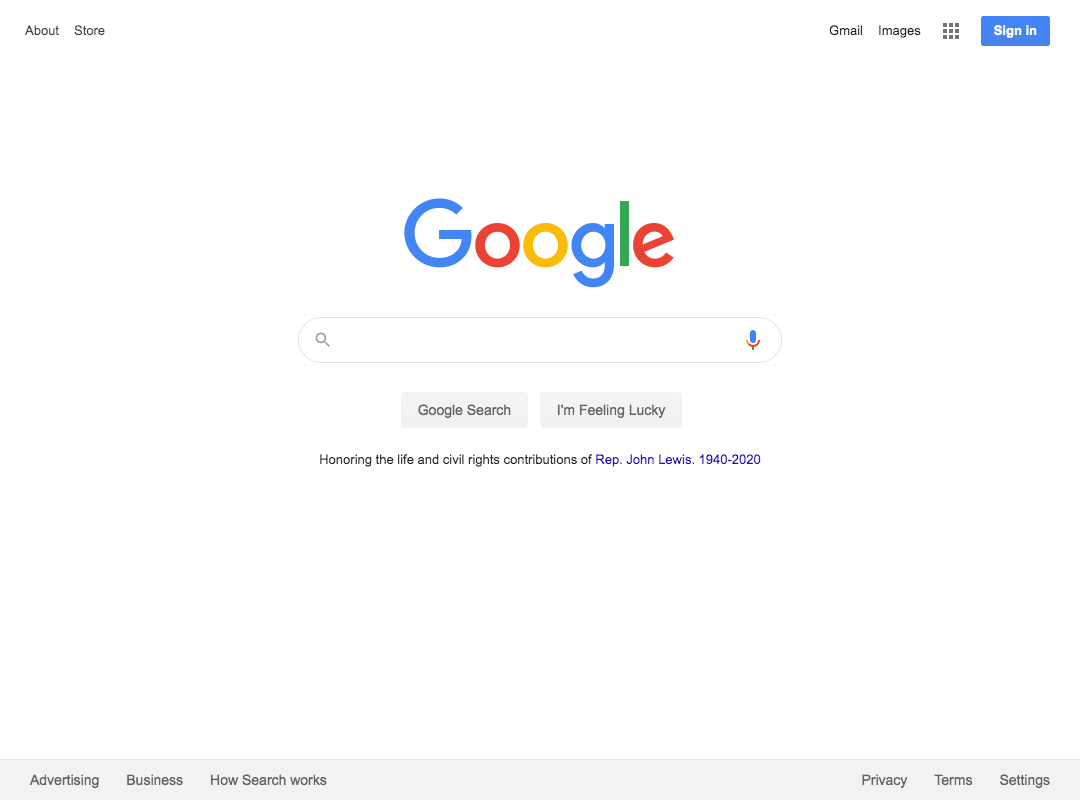 About Store Gmail Images Sign in
Google
Google Search I'm Feeling Lucky
Honoring the life and civil rights contributions of Rep. John Lewis. 1940-2020
Advertising Business How Search works Privacy Terms Settings